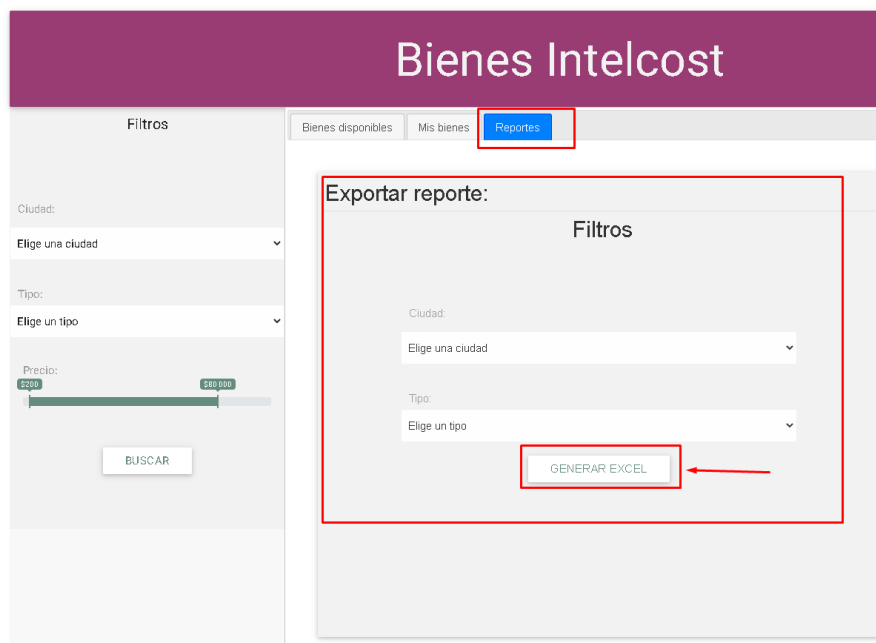 Bienes Intelcost
Filtros
Ciudad:
Elige una ciudad
Tipo:
Elige un tipo
Precio:
$200 $80,000
BUSCAR
Bienes disponibles Mis bienes Reportes
Exportar reporte:
Filtros
Ciudad:
Elige una ciudad
Tipo:
Elige un tipo
GENERAR EXCEL